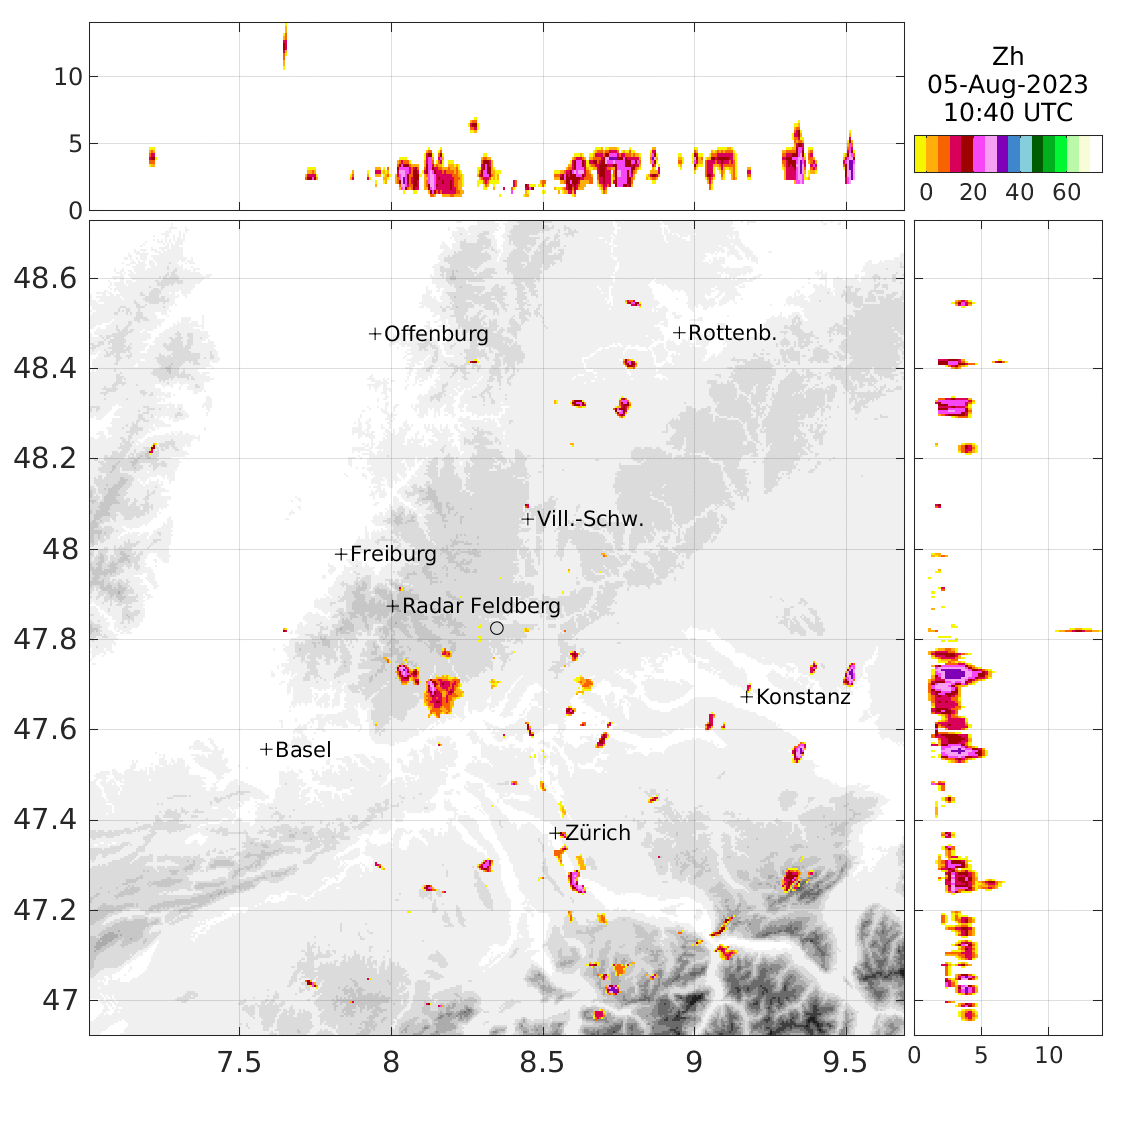 10
5
0
Zh
05-Aug-2023
10:40 UTC
0 20 40 60
48.6
48.4
48.2
48
47.8
47.6
47.4
47.2
47
Offenburg
Rottenb.
Vill.-Schw.
Freiburg
Radar Feldberg
Konstanz
Basel
Zürich
7.5 8 8.5 9 9.5
0 5 10